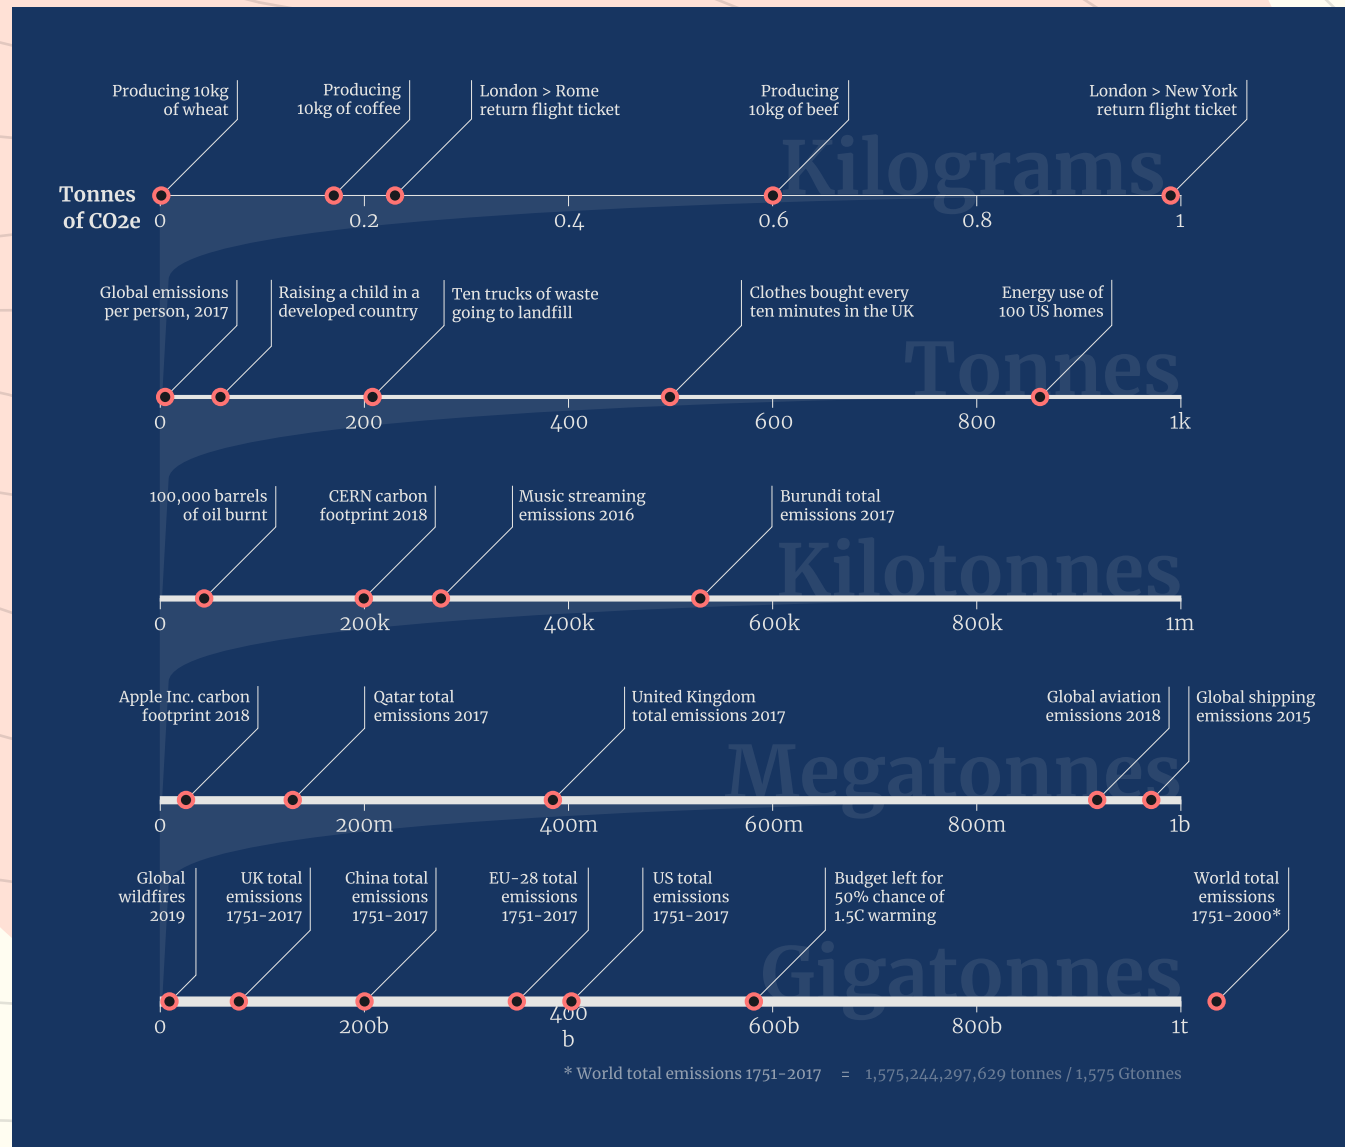 Producing 10kg
of wheat
Producing
10kg of coffee
London > Rome
return flight ticket
Producing
10kg of beef
London > New York
return flight ticket
Kilograms
Tonnes
of CO2e
0
0.2
0.4
0.6
0.8
1
Global emissions
per person, 2017
Raising a child in a
developed country
Ten trucks of waste
going to landfill
Clothes bought every
ten minutes in the UK
Energy use of
100 US homes
Tonnes
0
200
400
600
800
1k
100,000 barrels
of oil burnt
CERN carbon
footprint 2018
Music streaming
emissions 2016
Burundi total
emissions 2017
Kilotonnes
0
200k
400k
600k
800k
1m
Apple Inc. carbon
footprint 2018
Qatar total
emissions 2017
United Kingdom
total emissions 2017
Global aviation
emissions 2018
Global shipping
emissions 2015
Megatonnes
0
200m
400m
600m
800m
1b
Global
wildfires
2019
UK total
emissions
1751-2017
China total
emissions
1751-2017
EU-28 total
emissions
1751-2017
US total
emissions
1751-2017
Budget left for
50% chance of
1.5C warming
World total
emissions
1751-2000*
Gigatonnes
0
200b
400
b
600b
800b
1t
* World total emissions 1751-2017 = 1,575,244,297,629 tonnes / 1,575 Gtonnes